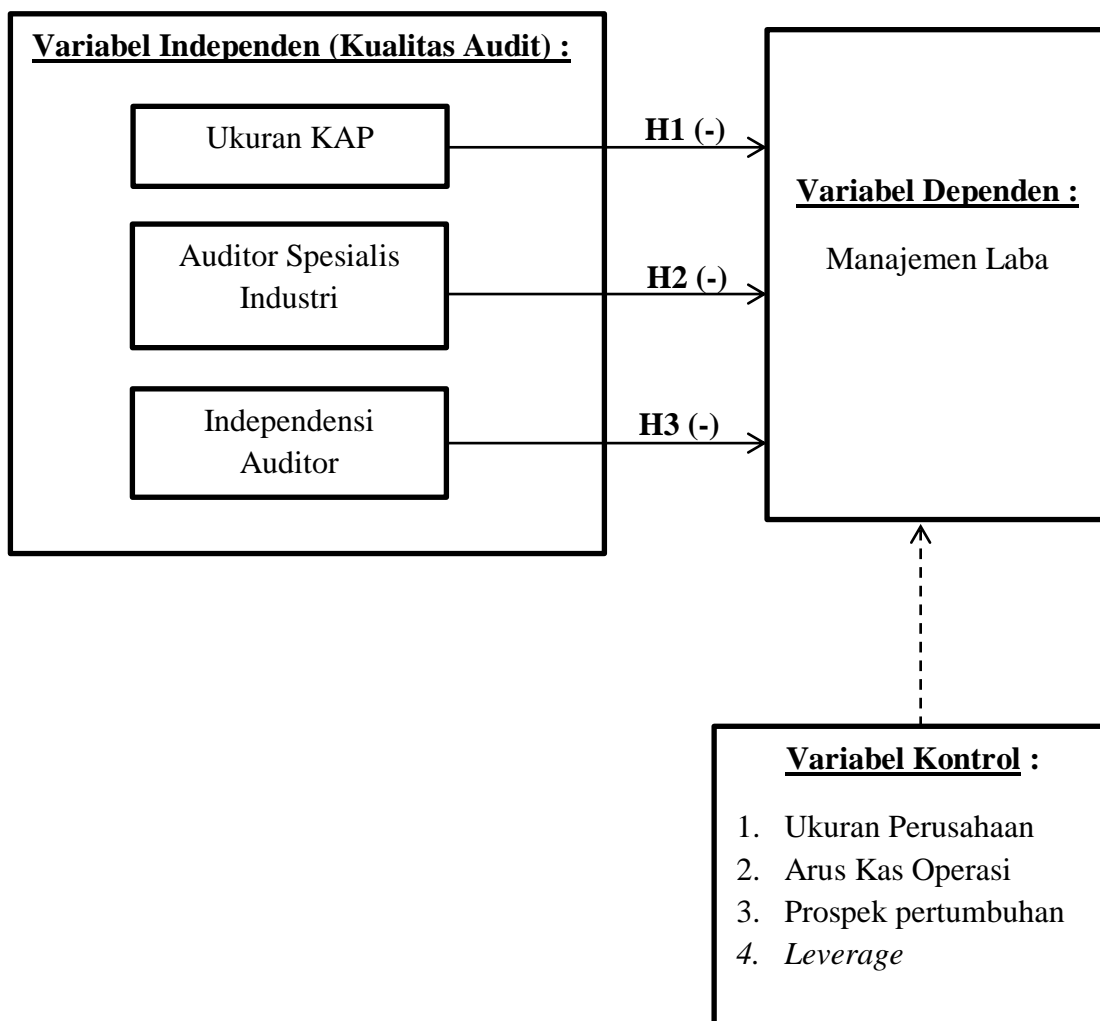 Variabel Independen (Kualitas Audit) :
Ukuran KAP
Auditor Spesialis
Industri
Independensi
Auditor
H1 (-)
H2 (-)
H3 (-)
Variabel Dependen :
Manajemen Laba
Variabel Kontrol :
1. Ukuran Perusahaan
2. Arus Kas Operasi
3. Prospek pertumbuhan
4. Leverage